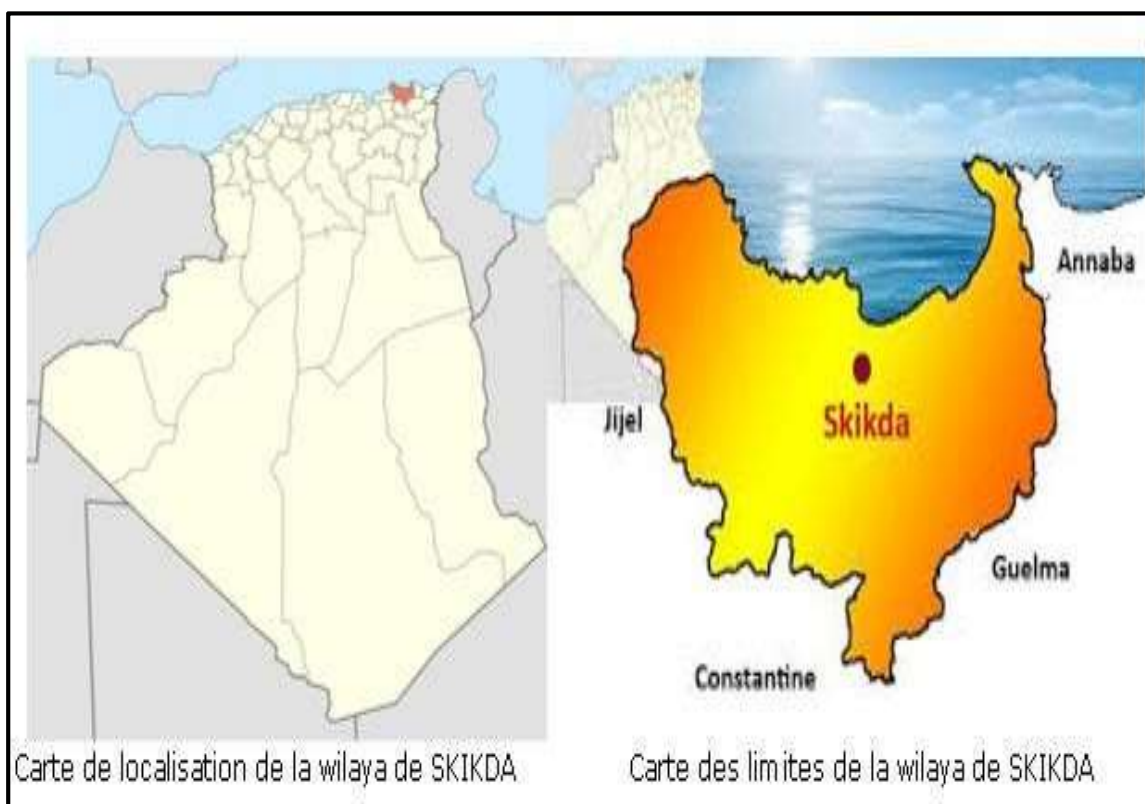 Annaba
Jijel
Skikda
Guelma
Constantine
Carte de localisation de la wilaya de SKIKDA
Carte des limites de la wilaya de SKIKDA